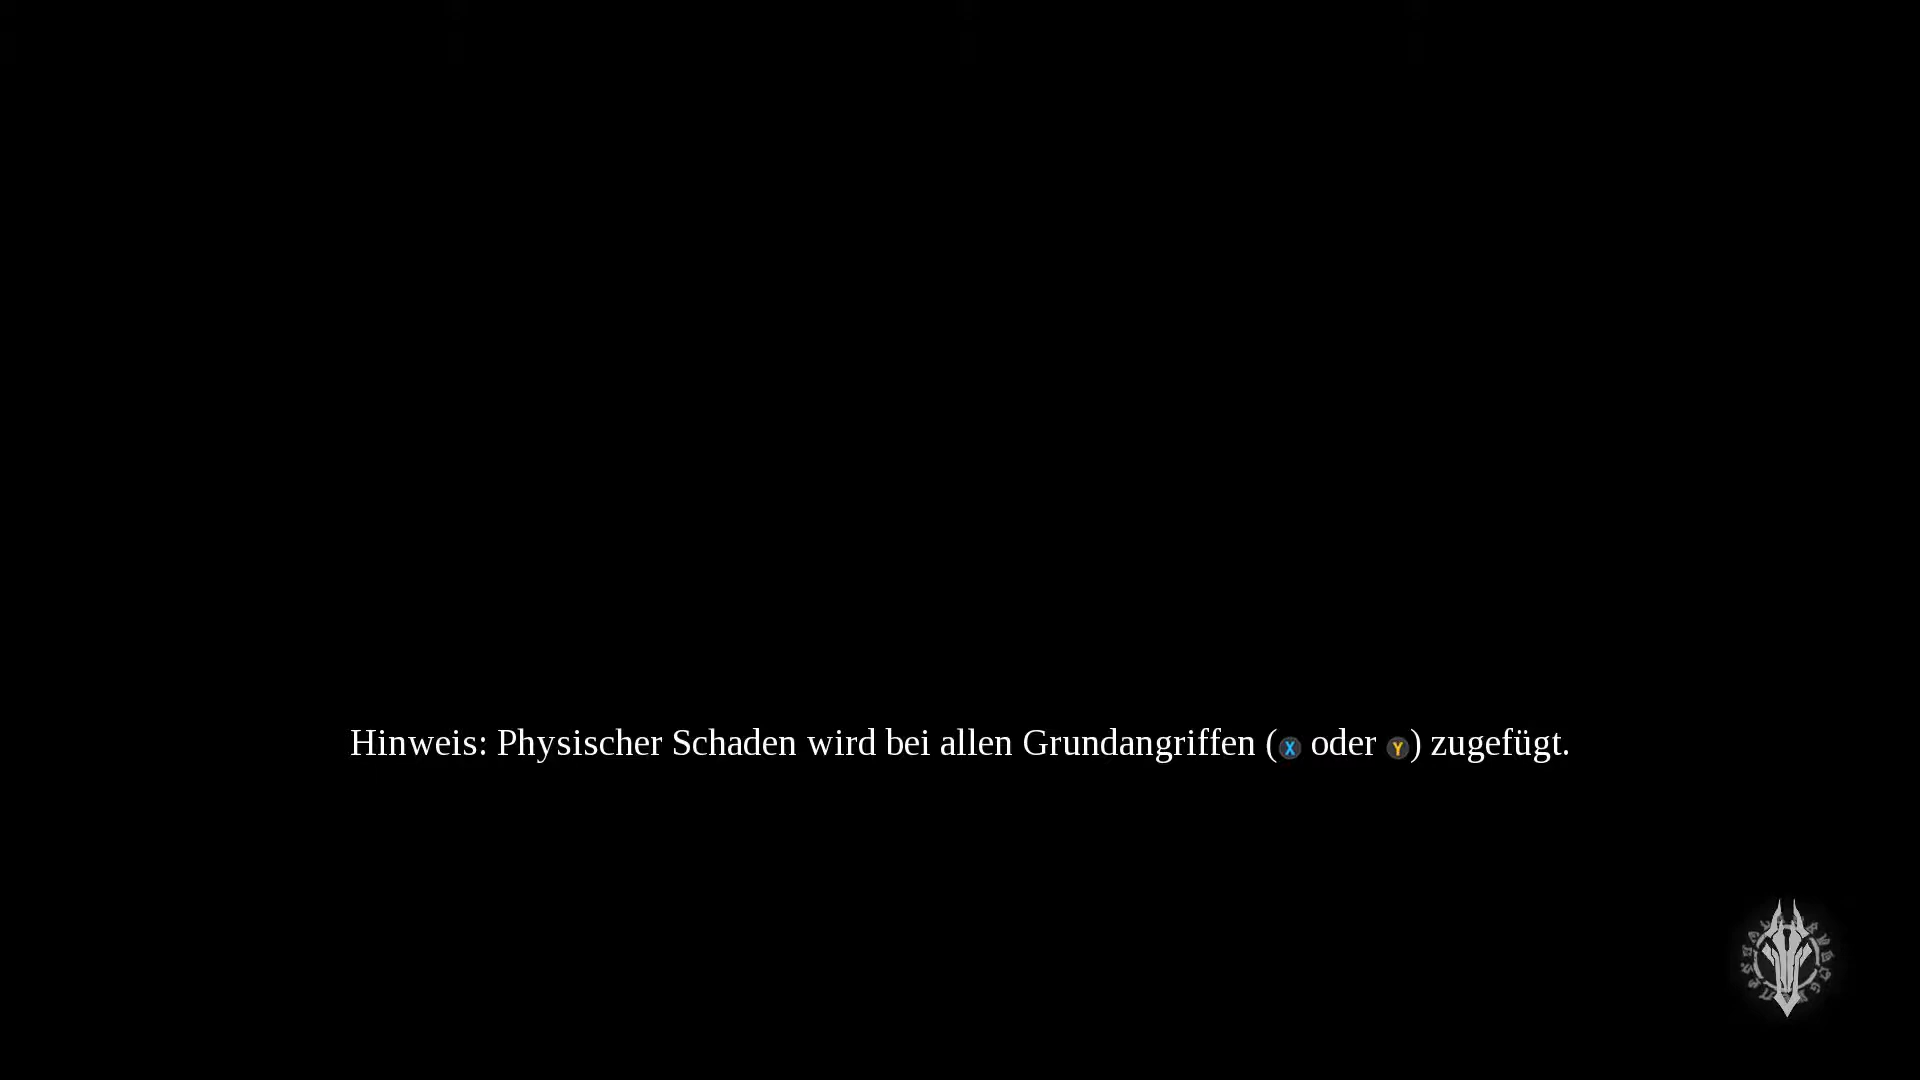 Hinweis: Physischer Schaden wird bei allen Grundangriffen (X oder Y) zugefügt.